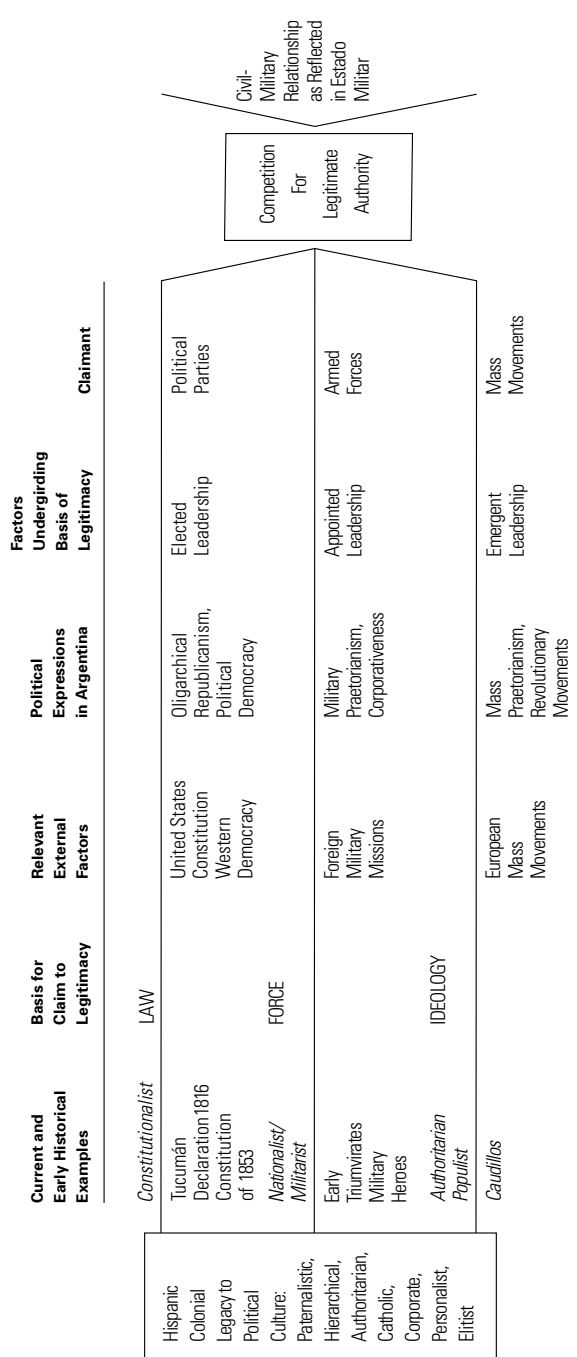 Current and
Early Historical
Examples
Basis for
Claim to
Legitimacy
Relevant
External
Factors
Political
Expressions
in Argentina
Factors
Undergirding
Basis of
Legitimacy
Claimant
Hispanic
Colonial
Legacy to
Political
Culture:
Paternalistic,
Hierarchical,
Authoritarian,
Catholic,
Corporate,
Personalist,
Elitist
Constitutionalist
LAW
Tucumán
Declaration 1816
Constitution
of 1853
United States
Constitution
Western
Democracy
Oligarchical
Republicanism,
Political
Democracy
Elected
Leadership
Political
Parties
Nationalist/
Militarist
FORCE
Early
Triumvirates
Military
Heroes
Foreign
Military
Missions
Military
Praetorianism,
Corporativeness
Appointed
Leadership
Armed
Forces
Authoritarian
Populist
IDEOLOGY
Caudillos
European
Mass
Movements
Mass
Praetorianism,
Revolutionary
Movements
Emergent
Leadership
Mass
Movements
Competition
For
Legitimate
Authority
Civil-
Military
Relationship
as Reflected
in Estado
Militar